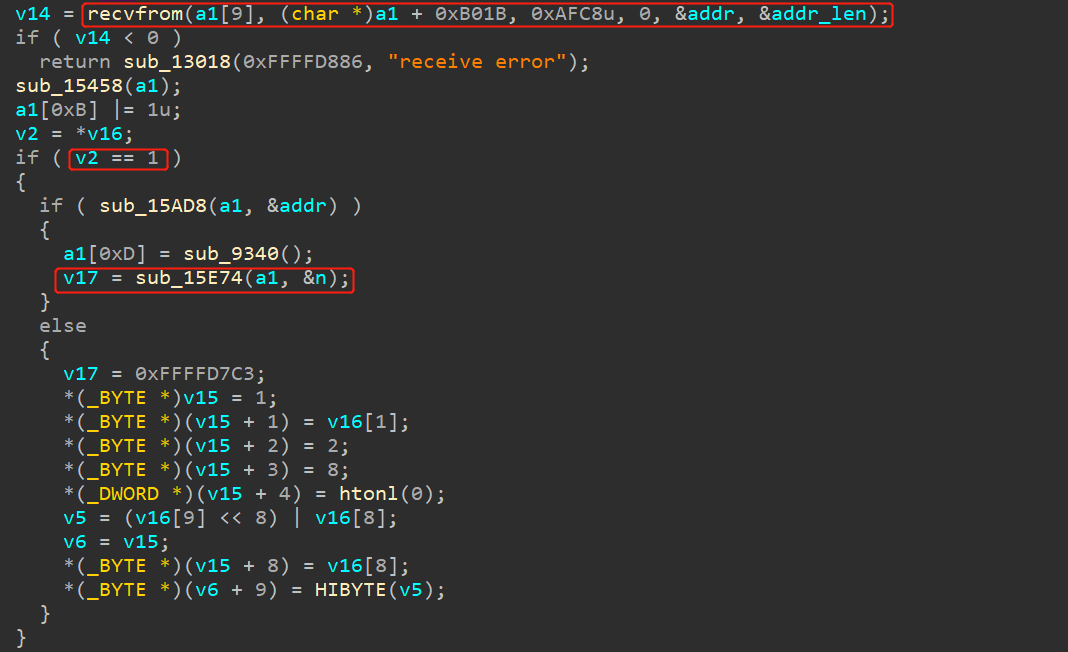 v14 = recvfrom(a1[9], (char *)a1 + 0xB01B, 0xAFC8u, 0, &addr, &addr_len);
if ( v14 < 0 )
  return sub_13018(0xFFFFD886, "receive error");
sub_15458(a1);
a1[0xB] |= 1u;
v2 = *v16;
if ( v2 == 1 )
{
  if ( sub_15AD8(a1, &addr) )
  {
    a1[0xD] = sub_9340();
    v17 = sub_15E74(a1, &n);
  }
  else
  {
    v17 = 0xFFFFD7C3;
    *(_BYTE *)v15 = 1;
    *(_BYTE *)(v15 + 1) = v16[1];
    *(_BYTE *)(v15 + 2) = 2;
    *(_BYTE *)(v15 + 3) = 8;
    *(_DWORD *)(v15 + 4) = htonl(0);
    v5 = (v16[9] << 8) | v16[8];
    v6 = v15;
    *(_BYTE *)(v15 + 8) = v16[8];
    *(_BYTE *)(v6 + 9) = HIBYTE(v5);
  }
}